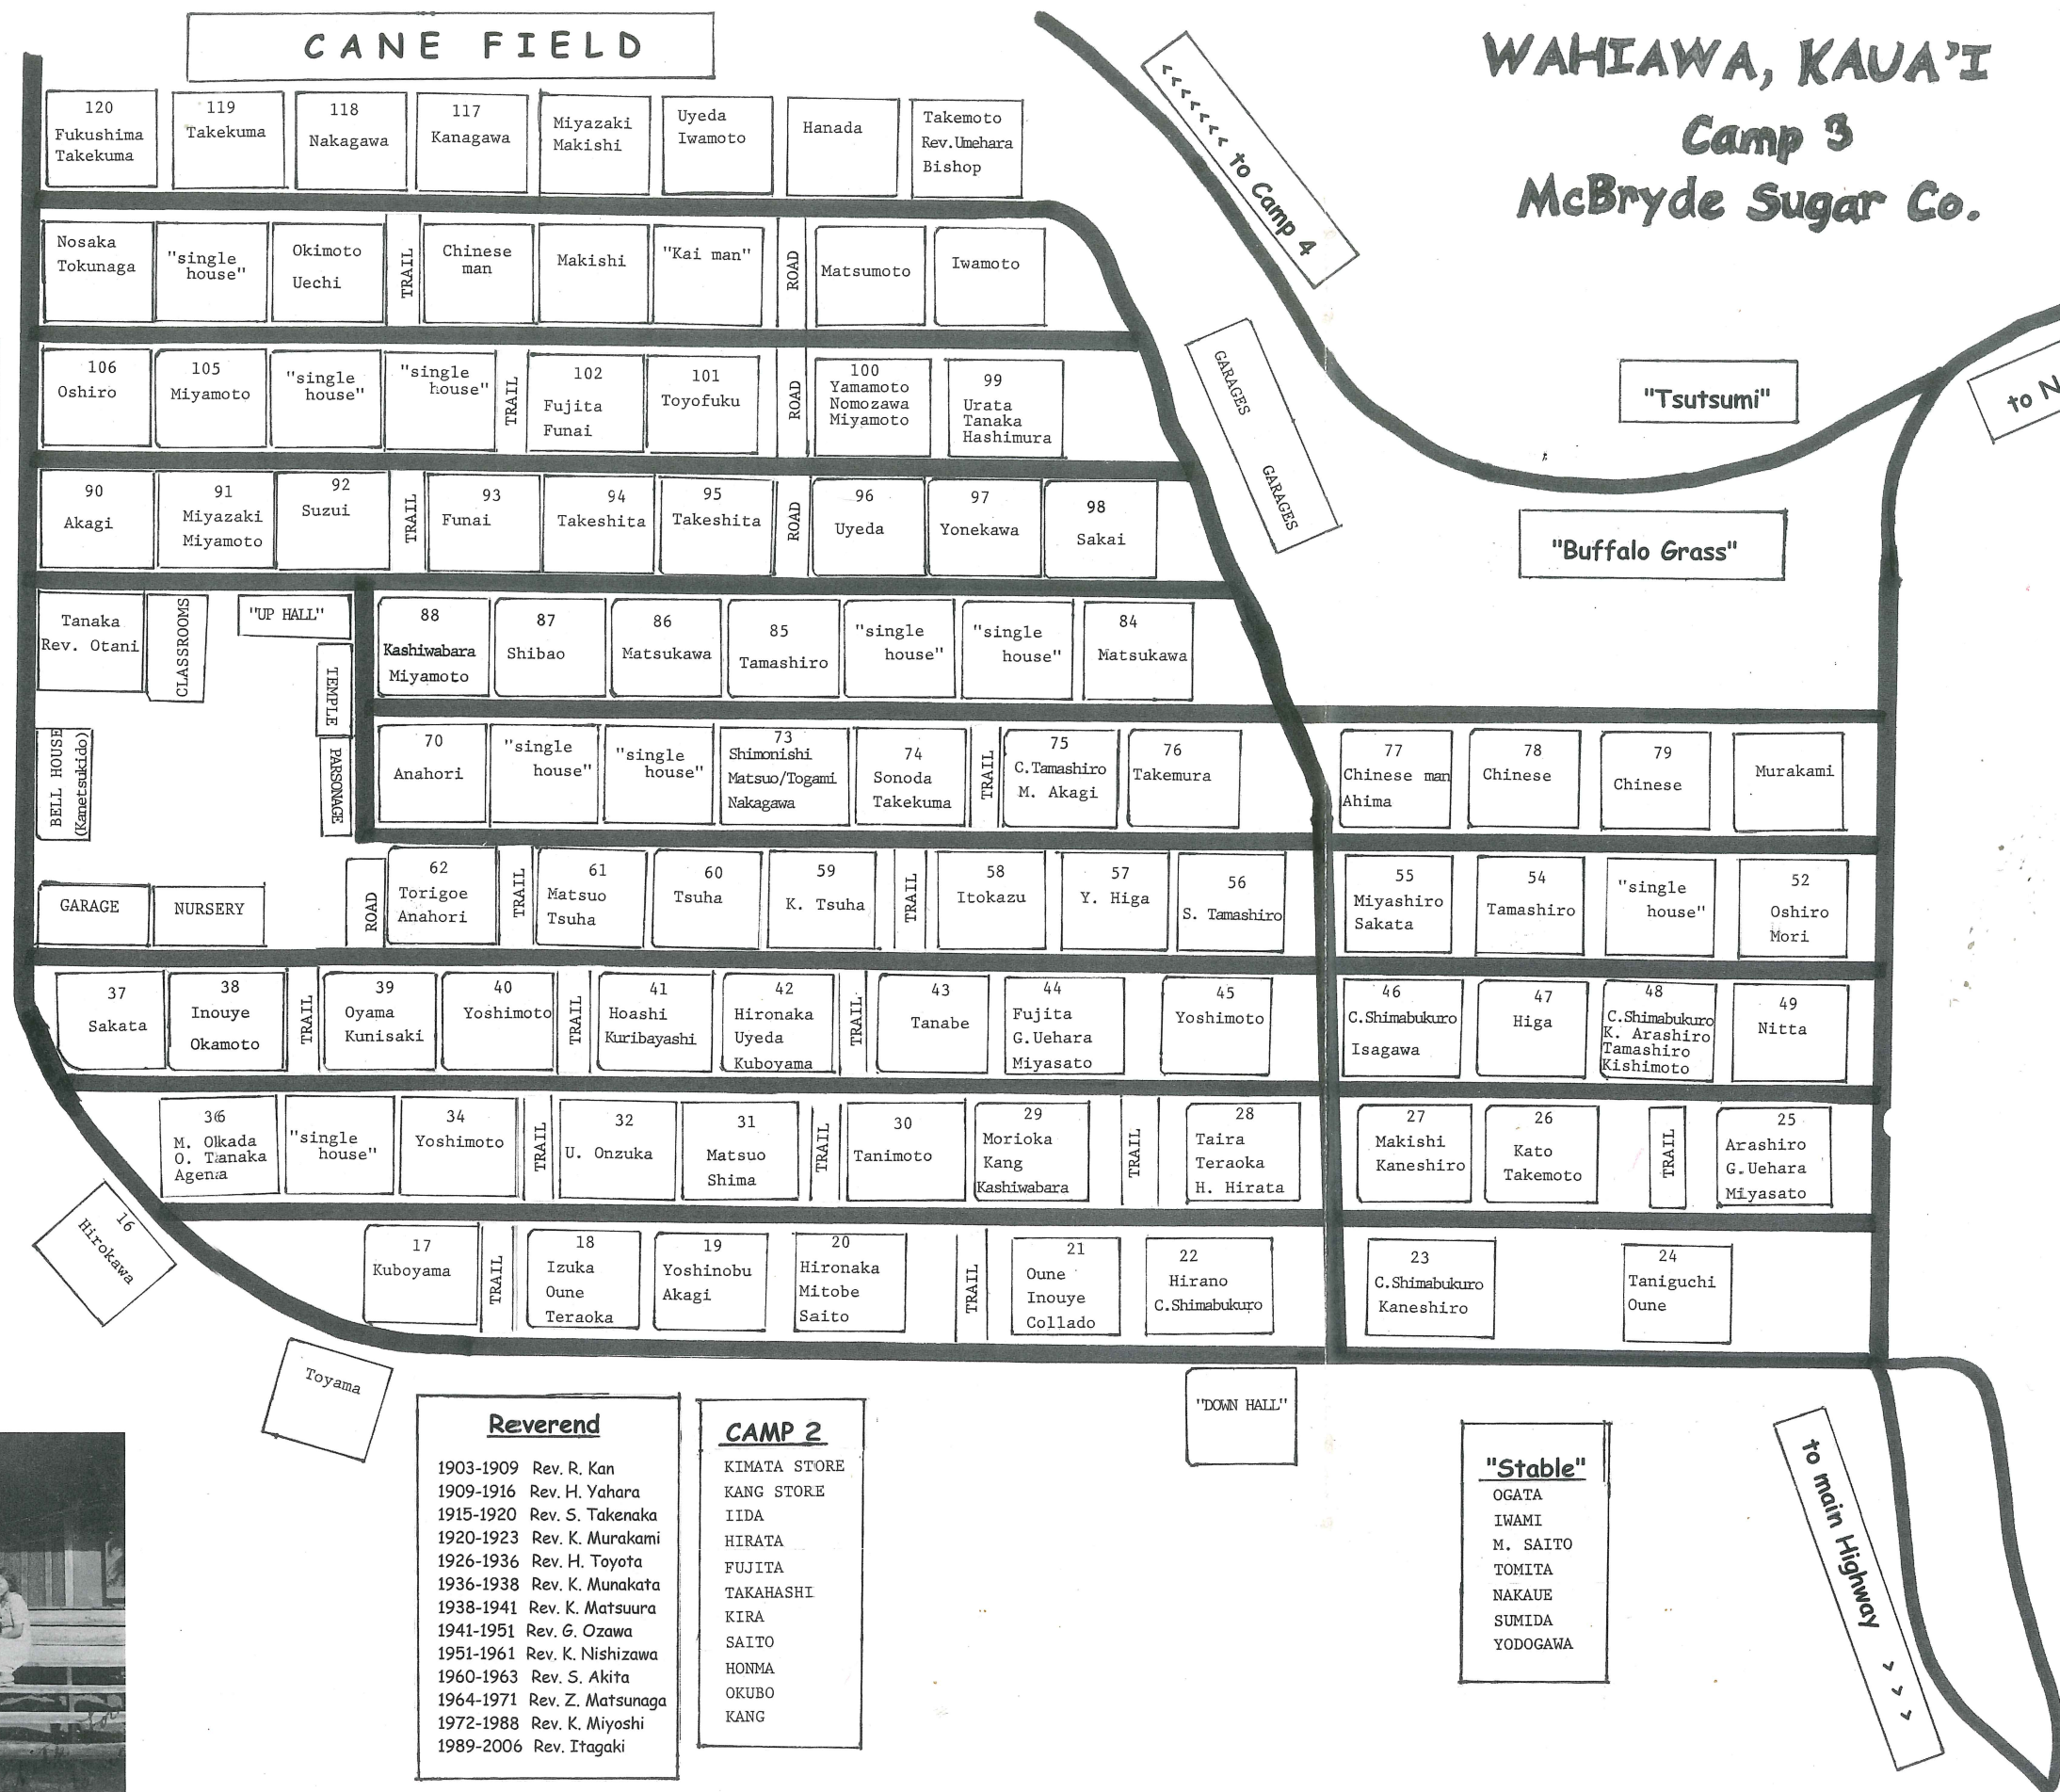 CANE FIELD
WAHIAWA, KAUA'I
Camp 3
McBryde Sugar Co.
<<<<<<< to Camp 4
120
Fukushima
Takekuma
119
Takekuma
118
Nakagawa
117
Kanagawa
Miyazaki
Makishi
Uyeda
Iwamoto
Hanada
Takemoto
Rev.Umehara
Bishop
Nosaka
Tokunaga
"single
house"
Okimoto
Uechi
TRAIL
Chinese
man
Makishi
"Kai man"
ROAD
Matsumoto
Iwamoto
GARAGES
GARAGES
"Tsutsumi"
to N
"Buffalo Grass"
106
Oshiro
105
Miyamoto
"single
house"
"single
house"
TRAIL
102
Fujita
Funai
101
Toyofuku
ROAD
100
Yamamoto
Nomozawa
Miyamoto
99
Urata
Tanaka
Hashimura
90
Akagi
91
Miyazaki
Miyamoto
92
Suzui
TRAIL
93
Funai
94
Takeshita
95
Takeshita
ROAD
96
Uyeda
97
Yonekawa
98
Sakai
Tanaka
Rev. Otani
CLASSROOMS
"UP HALL"
TEMPLE
PARSONAGE
BELL HOUSE
(Kanetsukido)
88
Kashiwabara
Miyamoto
87
Shibao
86
Matsukawa
85
Tamashiro
"single
house"
"single
house"
84
Matsukawa
70
Anahori
"single
house"
"single
house"
73
Shimonishi
Matsuo/Togami
Nakagawa
74
Sonoda
Takekuma
TRAIL
75
C.Tamashiro
M. Akagi
76
Takemura
77
Chinese man
Ahima
78
Chinese
79
Chinese
Murakami
GARAGE
NURSERY
ROAD
62
Torigoe
Anahori
TRAIL
61
Matsuo
Tsuha
60
Tsuha
59
K. Tsuha
TRAIL
58
Itokazu
57
Y. Higa
56
S. Tamashiro
55
Miyashiro
Sakata
54
Tamashiro
"single
house"
52
Oshiro
Mori
37
Sakata
38
Inouye
Okamoto
TRAIL
39
Oyama
Kunisaki
40
Yoshimoto
TRAIL
41
Hoashi
Kuribayashi
42
Hironaka
Uyeda
Kuboyama
TRAIL
43
Tanabe
44
Fujita
G.Uehara
Miyasato
45
Yoshimoto
46
C.Shimabukuro
Isagawa
47
Higa
48
C.Shimabukuro
K. Arashiro
Tamashiro
Kishimoto
49
Nitta
36
M. Okada
O. Tanaka
Agena
"single
house"
34
Yoshimoto
TRAIL
32
U. Onzuka
31
Matsuo
Shima
TRAIL
30
Tanimoto
29
Morioka
Kang
Kashiwabara
TRAIL
28
Taira
Teraoka
H. Hirata
27
Makishi
Kaneshiro
26
Kato
Takemoto
TRAIL
25
Arashiro
G.Uehara
Miyasato
16
Hirokawa
17
Kuboyama
TRAIL
18
Izuka
Oune
Teraoka
19
Yoshinobu
Akagi
20
Hironaka
Mitobe
Saito
TRAIL
21
Oune
Inouye
Collado
22
Hirano
C.Shimabukuro
23
C.Shimabukuro
Kaneshiro
24
Taniguchi
Oune
Toyama
"DOWN HALL"
Reverend
1903-1909 Rev. R. Kan
1909-1916 Rev. H. Yahara
1915-1920 Rev. S. Takenaka
1920-1923 Rev. K. Murakami
1926-1936 Rev. H. Toyota
1936-1938 Rev. K. Munakata
1938-1941 Rev. K. Matsuura
1941-1951 Rev. G. Ozawa
1951-1961 Rev. K. Nishizawa
1960-1963 Rev. S. Akita
1964-1971 Rev. Z. Matsunaga
1972-1988 Rev. K. Miyoshi
1989-2006 Rev. Itagaki
CAMP 2
KIMATA STORE
KANG STORE
IIDA
HIRATA
FUJITA
TAKAHASHI
KIRA
SAITO
HONMA
OKUBO
KANG
"Stable"
OGATA
IWAMI
M. SAITO
TOMITA
NAKAUE
SUMIDA
YODOGAWA
to main Highway > > >